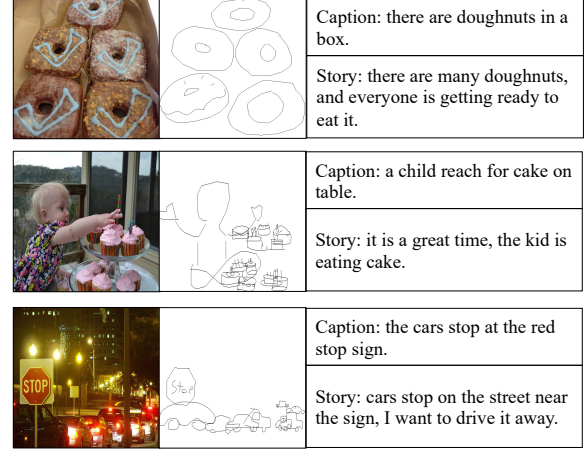 Caption: there are doughnuts in a
box.
Story: there are many doughnuts,
and everyone is getting ready to
eat it.
Caption: a child reach for cake on
table.
Story: it is a great time, the kid is
eating cake.
STOP
Stop
Caption: the cars stop at the red
stop sign.
Story: cars stop on the street near
the sign, I want to drive it away.